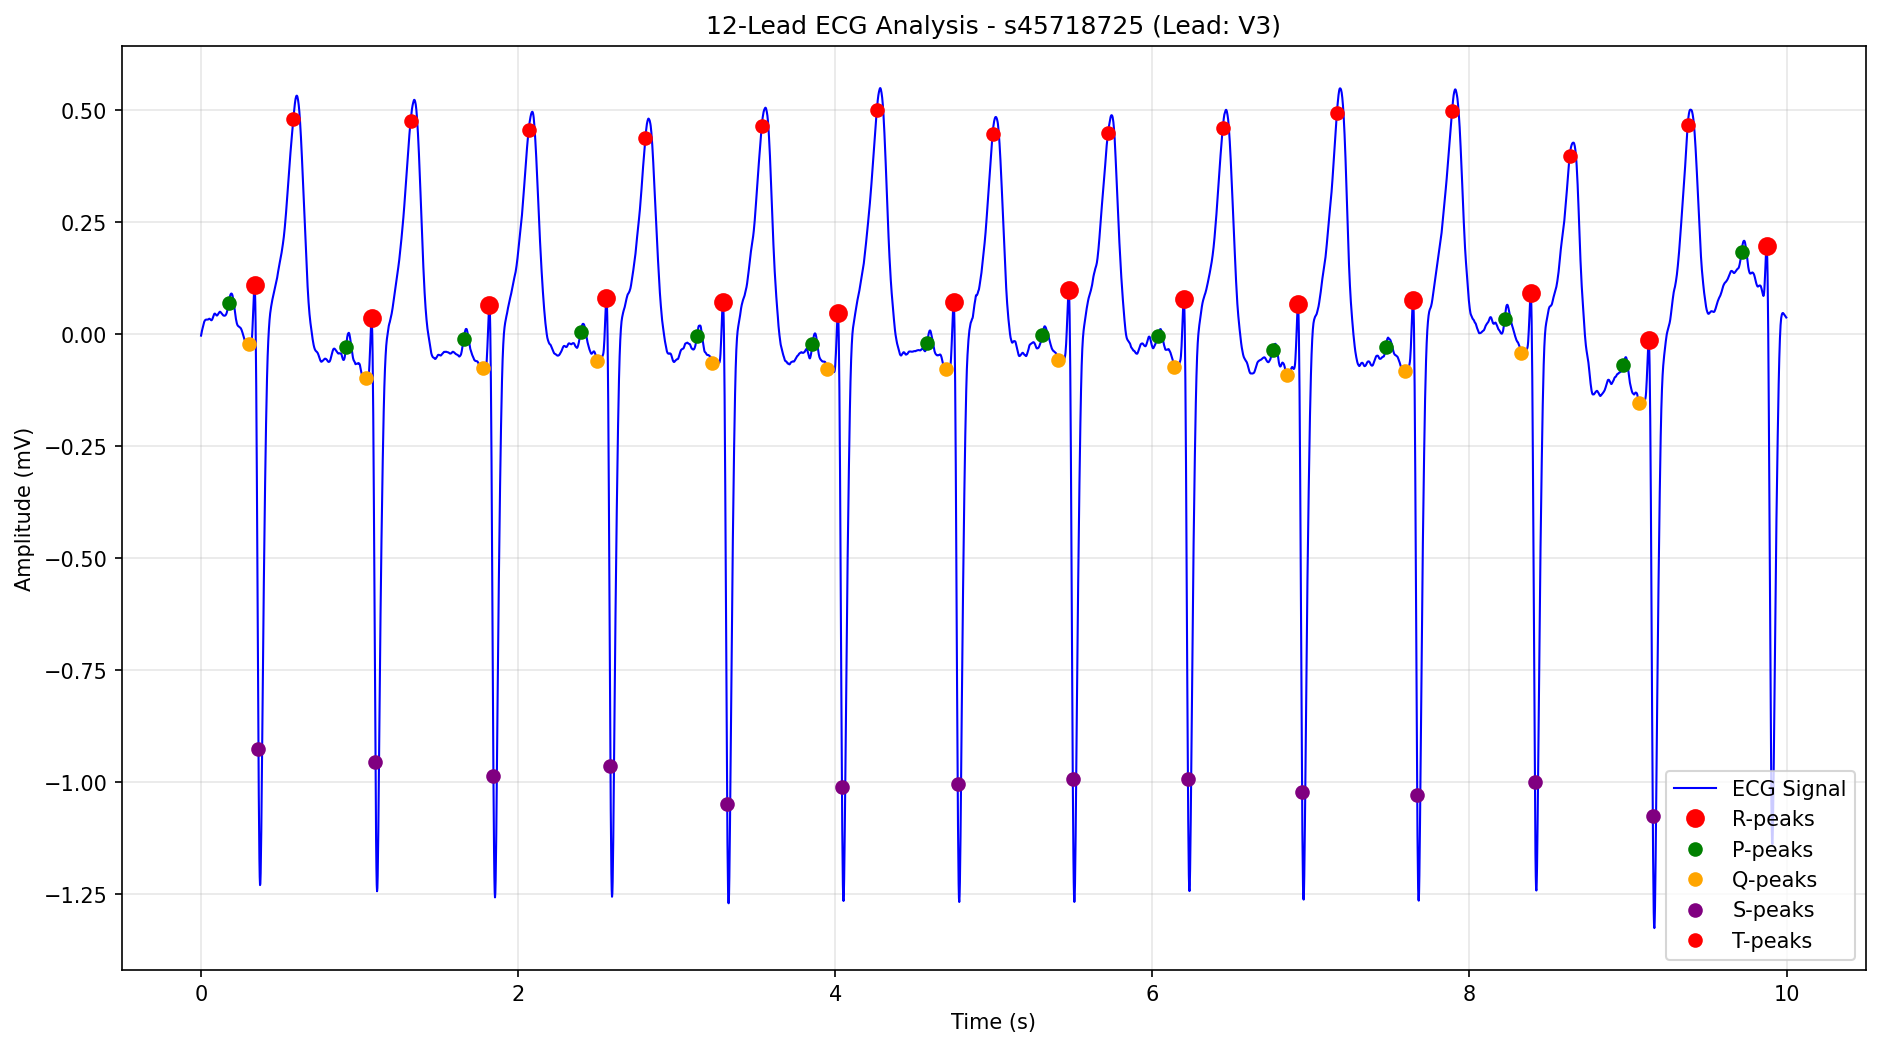 12-Lead ECG Analysis - s45718725 (Lead: V3)
Amplitude (mV)
0.50
0.25
0.00
−0.25
−0.50
−0.75
−1.00
−1.25
0 2 4 6 8 10
Time (s)
ECG Signal
R-peaks
P-peaks
Q-peaks
S-peaks
T-peaks